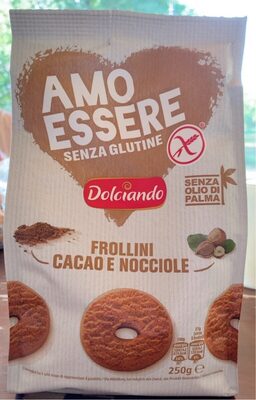 AMO
ESSERE
SENZA GLUTINE
Dolciando
SENZA
OLIO DI
PALMA
FROLLINI
CACAO E NOCCIOLE
250g e